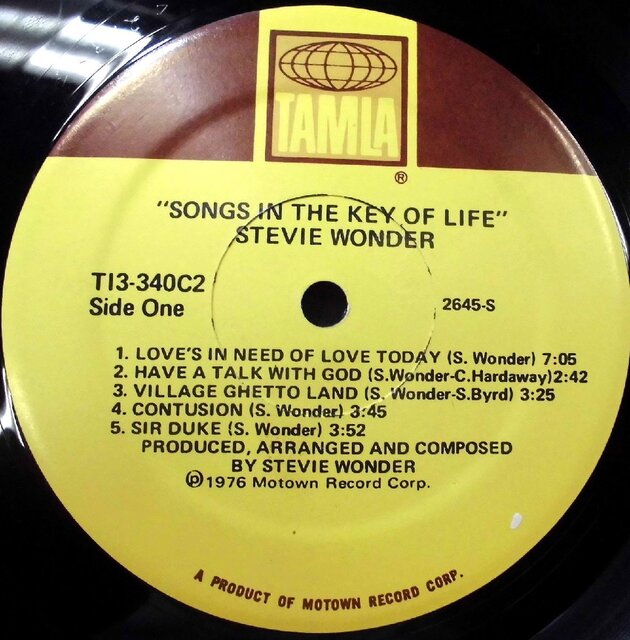 TAMLA
®
"SONGS IN THE KEY OF LIFE"
STEVIE WONDER
T13-340C2
Side One
2645-S
1. LOVE'S IN NEED OF LOVE TODAY (S. Wonder) 7:05
2. HAVE A TALK WITH GOD (S.Wonder-C.Hardaway)2:42
3. VILLAGE GHETTO LAND (S. Wonder-S.Byrd) 3:25
4. CONTUSION (S. Wonder) 3:45
5. SIR DUKE (S. Wonder) 3:52
PRODUCED, ARRANGED AND COMPOSED
BY STEVIE WONDER
℗1976 Motown Record Corp.
A PRODUCT OF MOTOWN RECORD CORP.